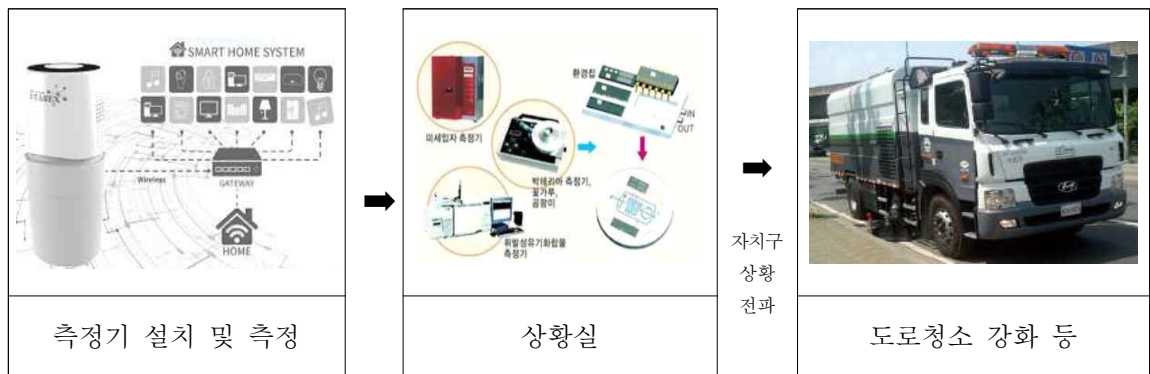 SMART HOME SYSTEM
Wireless
GATEWAY
HOME
측정기 설치 및 측정
미세입자 측정기
박테리아 측정기,
꽃가루,
곰팡이
휘발성유기화합물
측정기
환경칩
IN
OUT
상황실
자치구
상황
전파
도로청소 강화 등